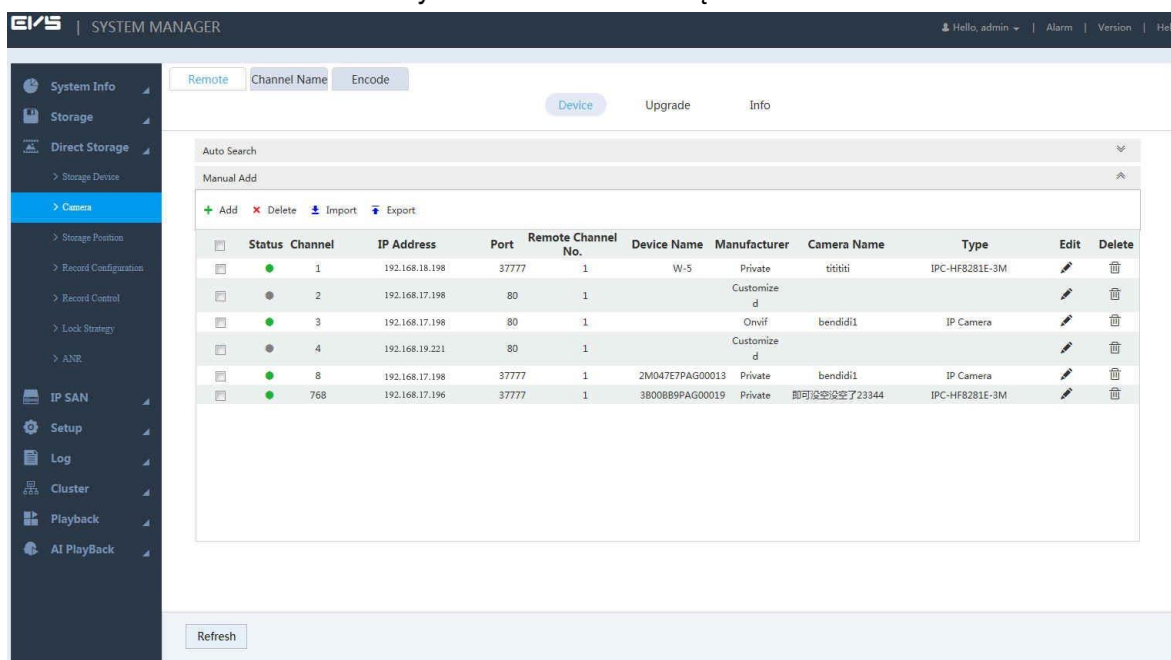 EVS | SYSTEM MANAGER
Hello, admin | Alarm | Version | Hel
System Info
Storage
Direct Storage
> Storage Device
> Camera
> Storage Position
> Record Configuration
> Record Control
> Lock Strategy
> ANR
IP SAN
Setup
Log
Cluster
Playback
AI PlayBack
Remote Channel Name Encode
Device Upgrade Info
Auto Search
Manual Add
Add Delete Import Export
Status Channel IP Address Port Remote Channel No. Device Name Manufacturer Camera Name Type Edit Delete
1 192.168.18.198 37777 1 W-5 Private tititi IPC-HF8281E-3M
2 192.168.17.198 80 1 Customized
3 192.168.17.198 80 1 Onvif bendidi1 IP Camera
4 192.168.19.221 80 1 Customized
8 192.168.17.198 37777 1 2M047E7PAG00013 Private bendidi1 IP Camera
768 192.168.17.196 37777 1 3B00BB9PAG00019 Private 即可没空没空了23344 IPC-HF8281E-3M
Refresh